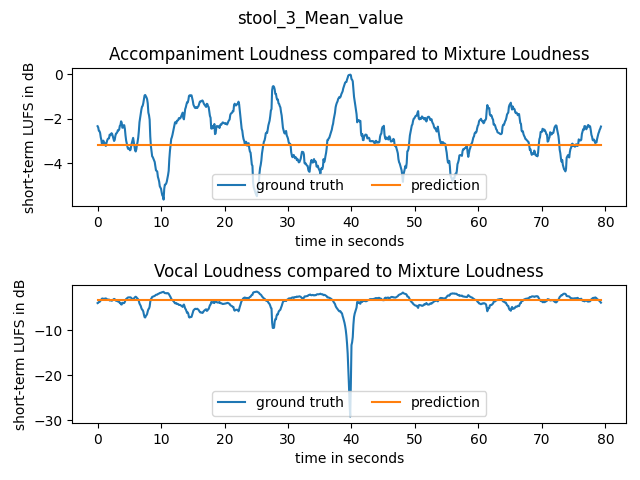 stool_3_Mean_value
Accompaniment Loudness compared to Mixture Loudness
short-term LUFS in dB
0
−2
−4
ground truth prediction
0 10 20 30 40 50 60 70 80
time in seconds
Vocal Loudness compared to Mixture Loudness
short-term LUFS in dB
−10
−20
−30
ground truth prediction
0 10 20 30 40 50 60 70 80
time in seconds